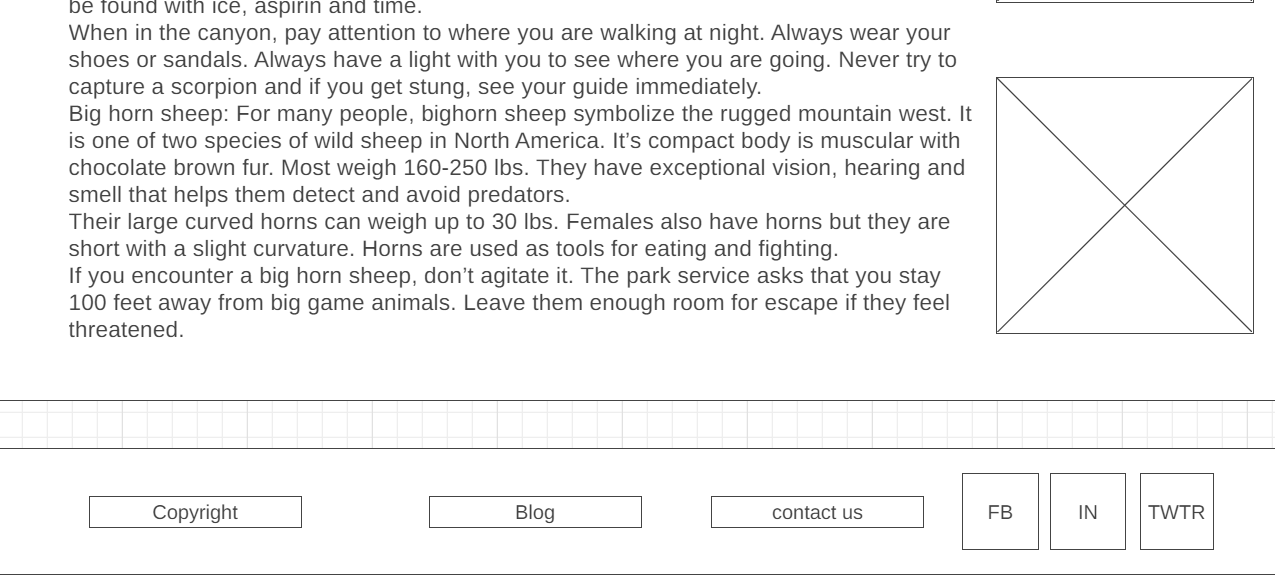 be found with ice, aspirin and time.
When in the canyon, pay attention to where you are walking at night. Always wear your
shoes or sandals. Always have a light with you to see where you are going. Never try to
capture a scorpion and if you get stung, see your guide immediately.
Big horn sheep: For many people, bighorn sheep symbolize the rugged mountain west. It
is one of two species of wild sheep in North America. It’s compact body is muscular with
chocolate brown fur. Most weigh 160-250 lbs. They have exceptional vision, hearing and
smell that helps them detect and avoid predators.
Their large curved horns can weigh up to 30 lbs. Females also have horns but they are
short with a slight curvature. Horns are used as tools for eating and fighting.
If you encounter a big horn sheep, don’t agitate it. The park service asks that you stay
100 feet away from big game animals. Leave them enough room for escape if they feel
threatened.
Copyright
Blog
contact us
FB
IN
TWTR